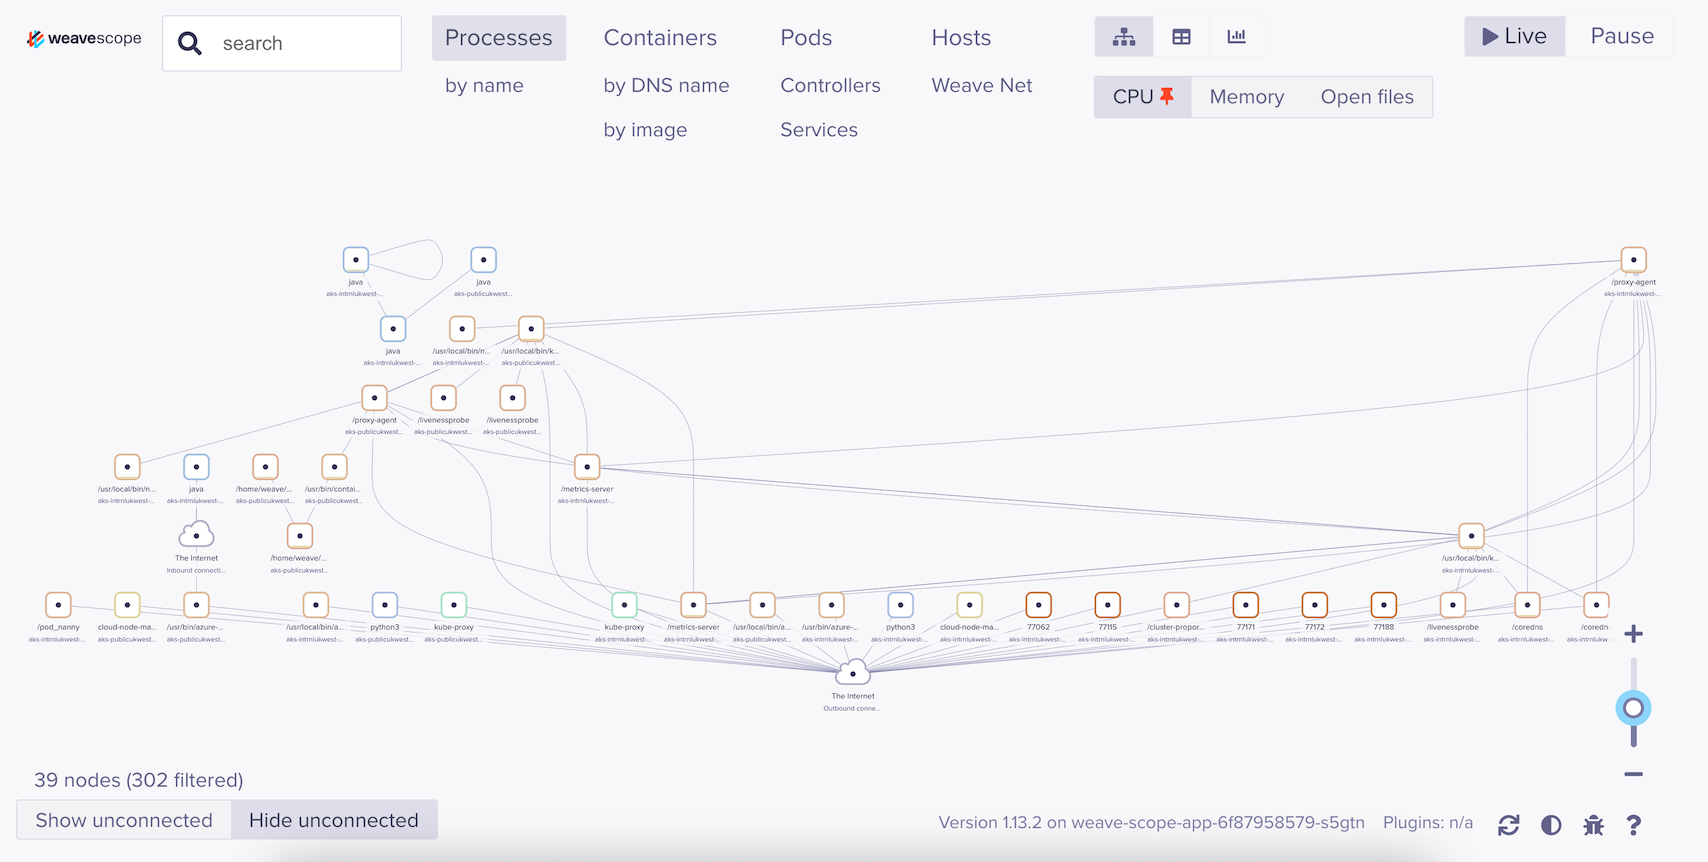 weavescope
search
Processes
Containers
Pods
Hosts
Live
Pause
by name
by DNS name
Controllers
Weave Net
CPU
Memory
Open files
by image
Services
java
aks-intrnlukwest-...
java
aks-publicukwest...
/proxy-agent
aks-intrnlukwest-...
java
aks-intrnlukwest-...
/usr/local/bin/n...
aks-intrnlukwest-...
/usr/local/bin/k...
aks-publicukwest...
/proxy-agent
aks-publicukwest...
/livenessprobe
aks-publicukwest...
/livenessprobe
aks-publicukwest...
/usr/local/bin/n...
aks-intrnlukwest-...
java
aks-intrnlukwest-...
/home/weave/...
aks-publicukwest...
/usr/bin/contai...
aks-publicukwest...
/metrics-server
aks-intrnlukwest-...
The Internet
Inbound connecti...
/home/weave/...
aks-publicukwest...
/usr/local/bin/k...
aks-intrnlukwest-...
/pod_nanny
aks-intrnlukwest-...
cloud-node-ma...
aks-publicukwest...
/usr/bin/azure-...
aks-publicukwest...
/usr/local/bin/a...
aks-intrnlukwest-...
python3
aks-publicukwest...
kube-proxy
aks-publicukwest...
kube-proxy
aks-intrnlukwest-...
/metrics-server
aks-intrnlukwest-...
/usr/local/bin/a...
aks-publicukwest...
/usr/bin/azure-...
aks-intrnlukwest-...
python3
aks-intrnlukwest-...
cloud-node-ma...
aks-intrnlukwest-...
77062
aks-intrnlukwest-...
77115
aks-intrnlukwest-...
/cluster-propor...
aks-intrnlukwest-...
77171
aks-intrnlukwest-...
77172
aks-intrnlukwest-...
77188
aks-intrnlukwest-...
/livenessprobe
aks-intrnlukwest-...
/coredns
aks-intrnlukwest-...
/coredn
aks-intrnlukw
The Internet
Outbound conne...
39 nodes (302 filtered)
Show unconnected
Hide unconnected
Version 1.13.2 on weave-scope-app-6f87958579-s5gtn
Plugins: n/a